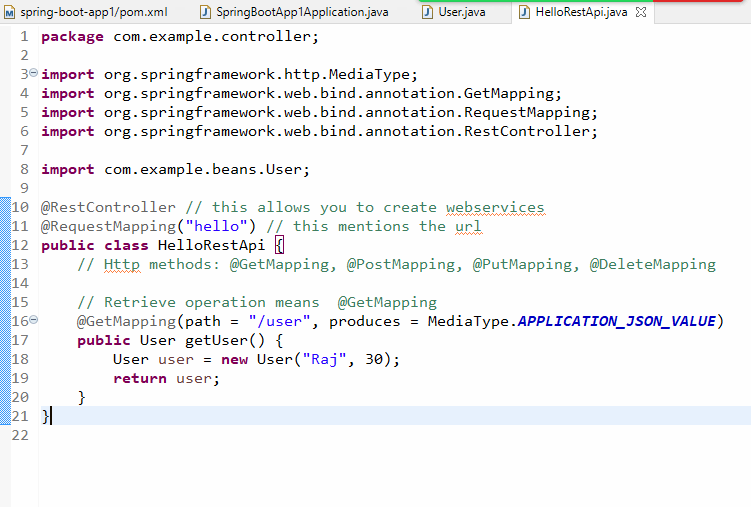 spring-boot-app1/pom.xml SpringBootApp1Application.java User.java HelloRestApi.java
1 package com.example.controller;
2
3 import org.springframework.http.MediaType;
4 import org.springframework.web.bind.annotation.GetMapping;
5 import org.springframework.web.bind.annotation.RequestMapping;
6 import org.springframework.web.bind.annotation.RestController;
7
8 import com.example.beans.User;
9
10 @RestController // this allows you to create webservices
11 @RequestMapping("hello") // this mentions the url
12 public class HelloRestApi {
13 // Http methods: @GetMapping, @PostMapping, @PutMapping, @DeleteMapping
14
15 // Retrieve operation means  @GetMapping
16 @GetMapping(path = "/user", produces = MediaType.APPLICATION_JSON_VALUE)
17 public User getUser() {
18 User user = new User("Raj", 30);
19 return user;
20 }
21 }
22